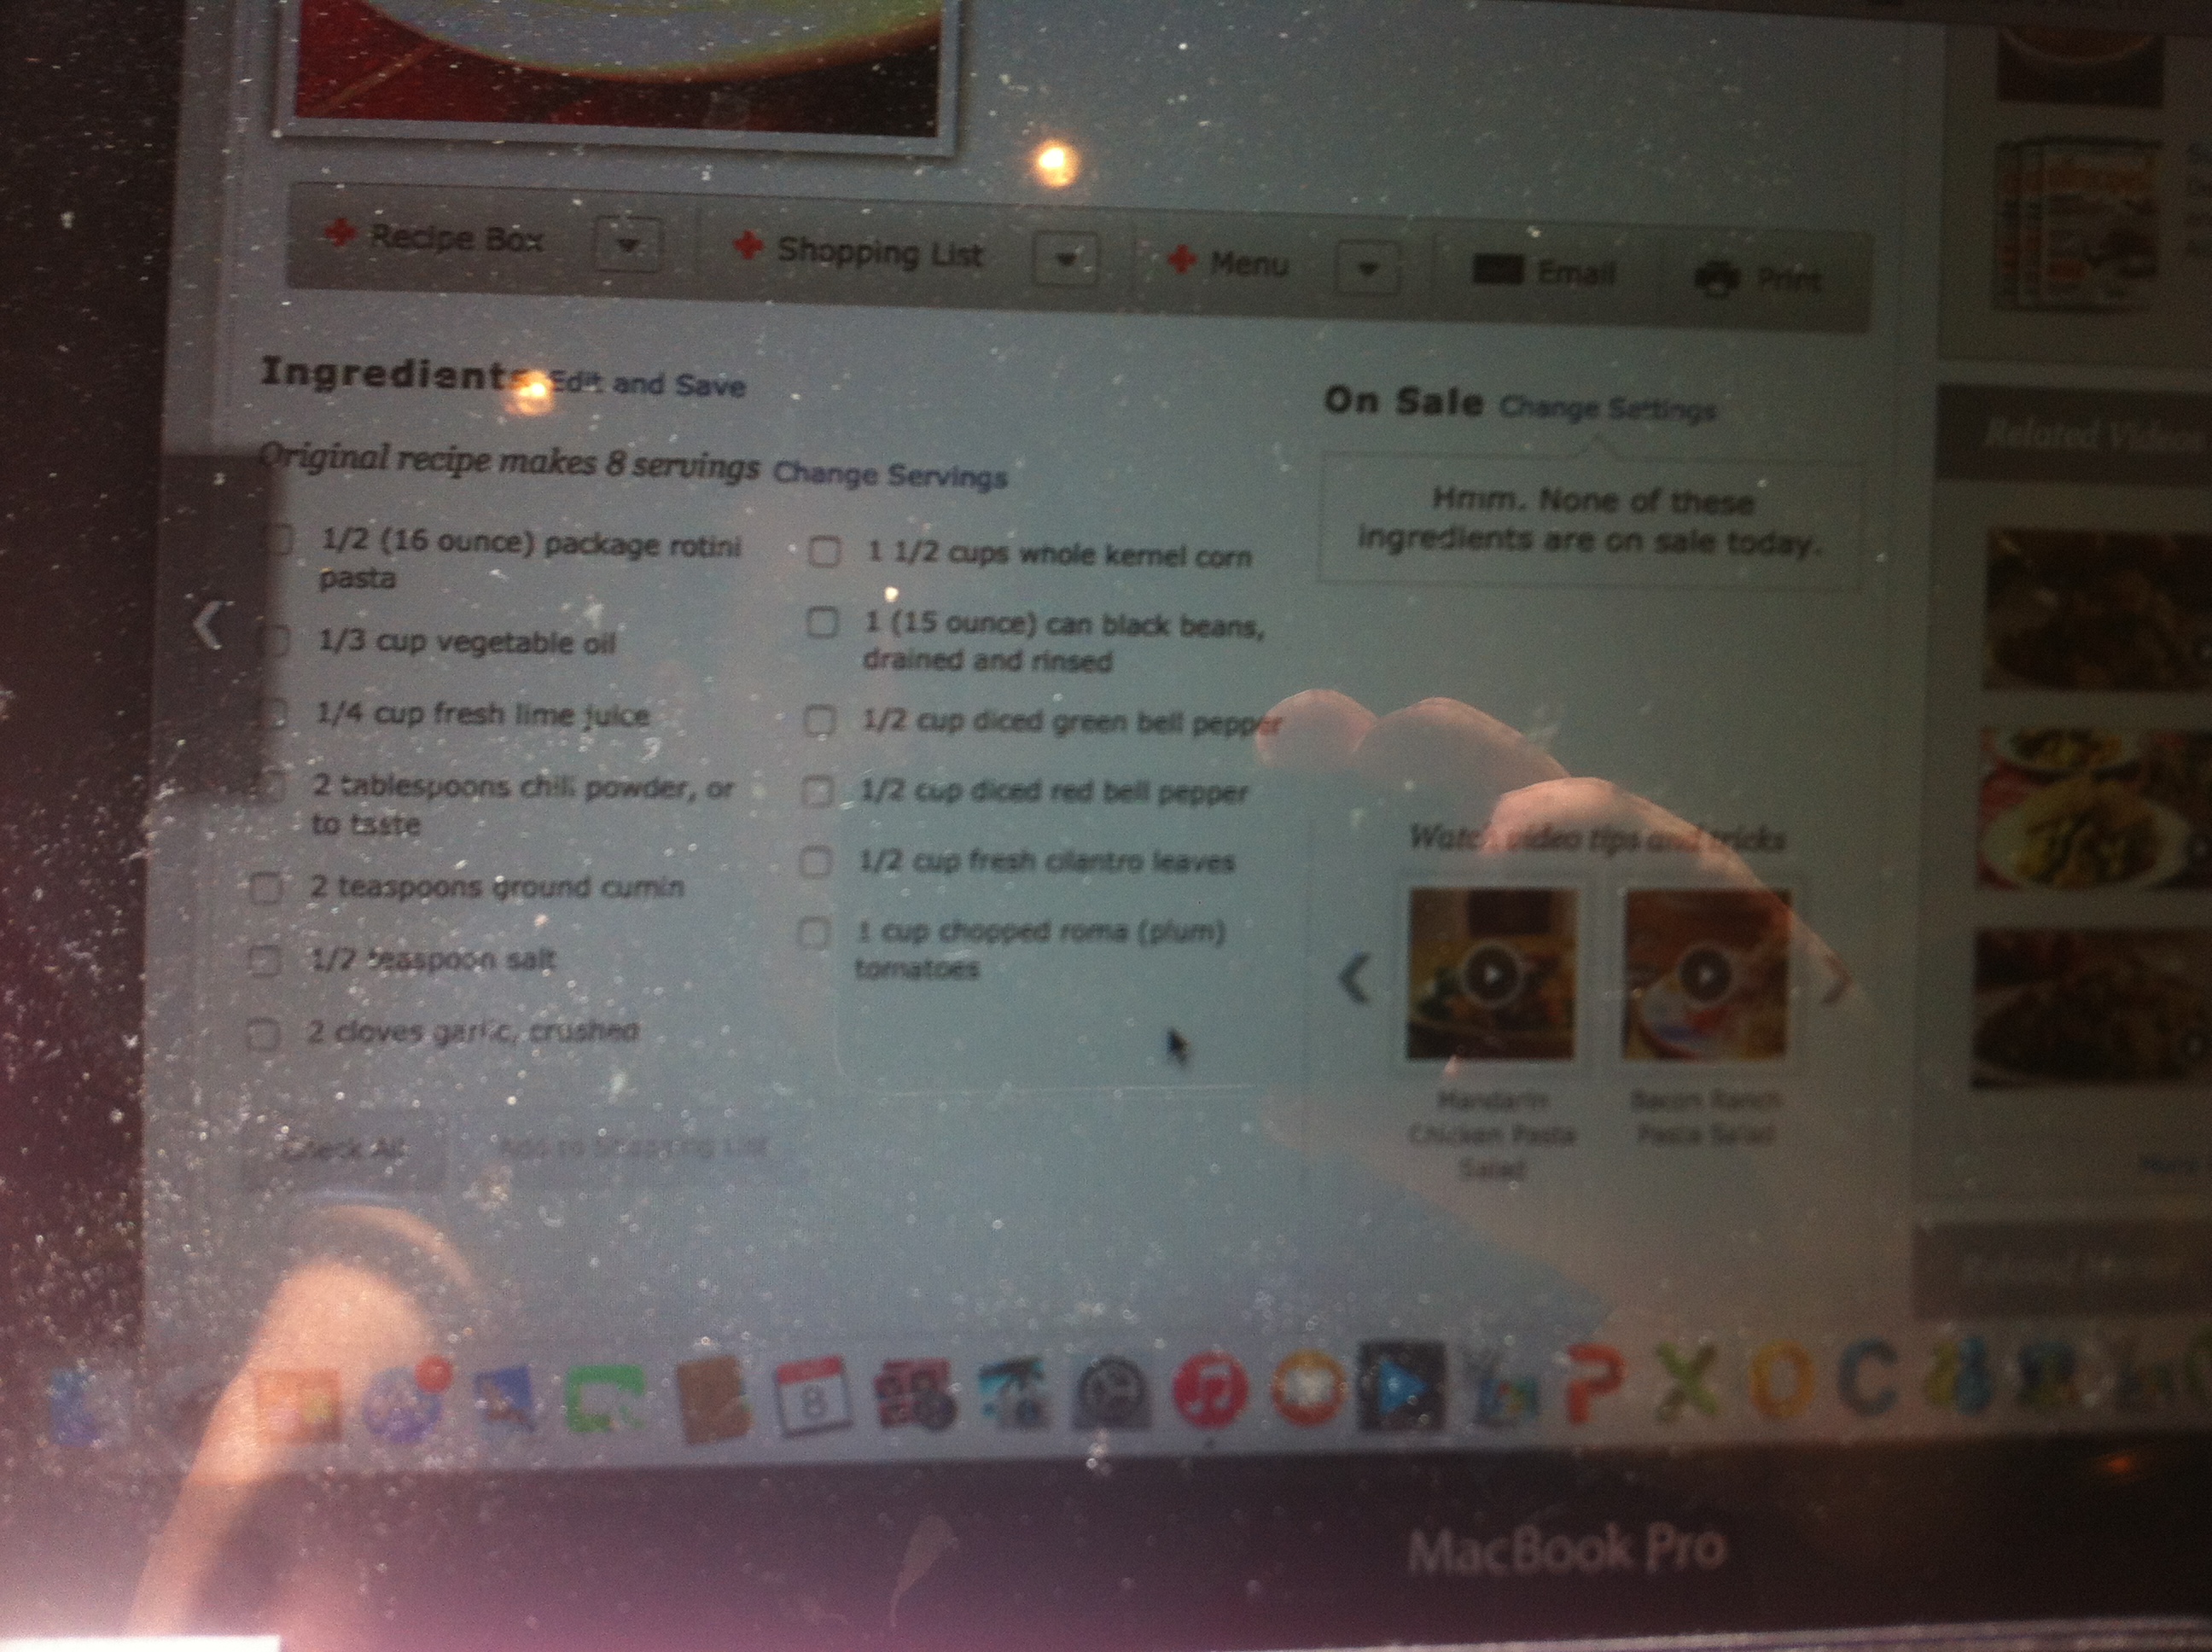 Recipe Box
Shopping List
Menu
Email
Print
Ingredients Edit and Save
Original recipe makes 8 servings Change Servings
1/2 (16 ounce) package rotini
pasta
1/3 cup vegetable oil
1/4 cup fresh lime juice
2 tablespoons chili powder, or
to taste
2 teaspoons ground cumin
1/2 teaspoon salt
2 cloves garlic, crushed
1 1/2 cups whole kernel corn
1 (15 ounce) can black beans,
drained and rinsed
1/2 cup diced green bell pepper
1/2 cup diced red bell pepper
1/2 cup fresh cilantro leaves
1 cup chopped roma (plum)
tomatoes
Check All
Add to Shopping List
On Sale Change Settings
Hmm. None of these
ingredients are on sale today.
Watch video tips and tricks
Mandarin
Chicken Pasta
Salad
Bacon Ranch
Pasta Salad
Related Videos
8
MacBook Pro